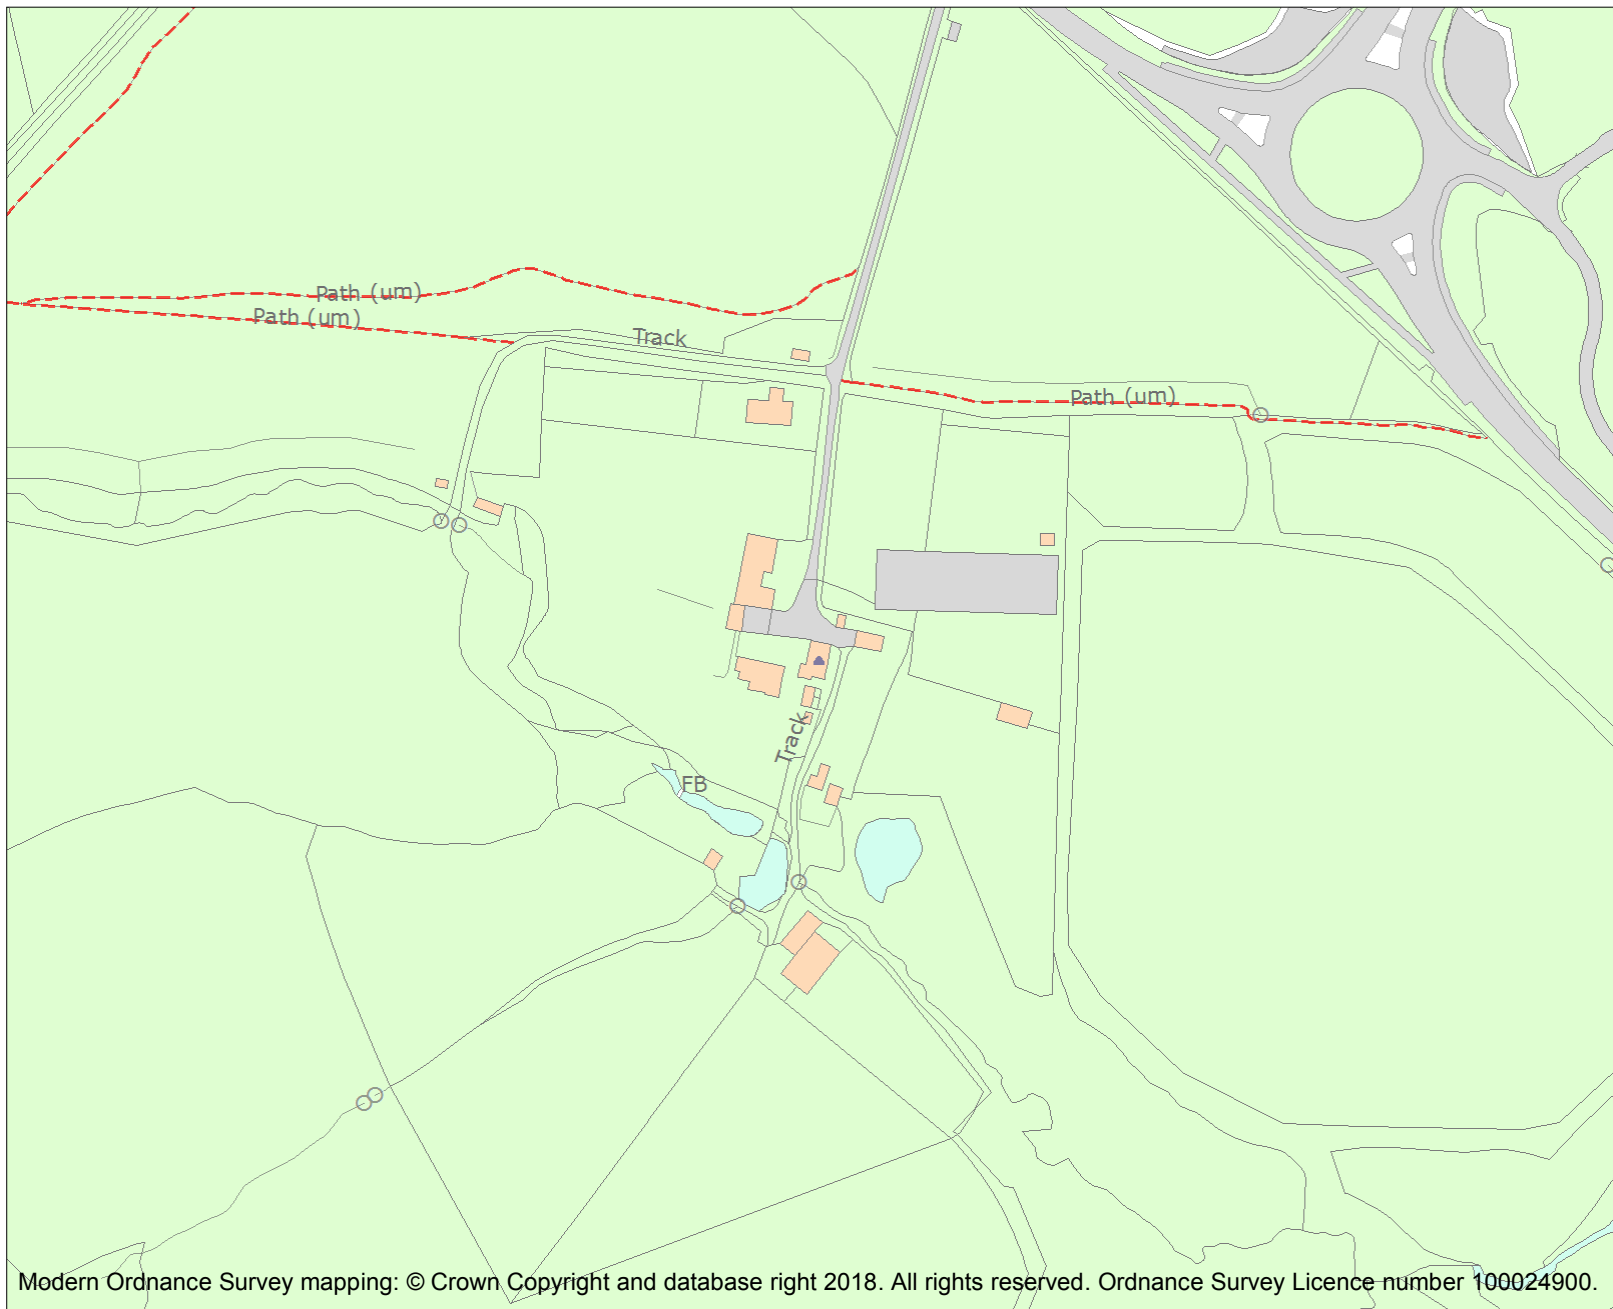 Path (um)
Path (um)
Track
Path (um)
Track
FB
Modern Ordnance Survey mapping: © Crown Copyright and database right 2018. All rights reserved. Ordnance Survey Licence number 100024900.